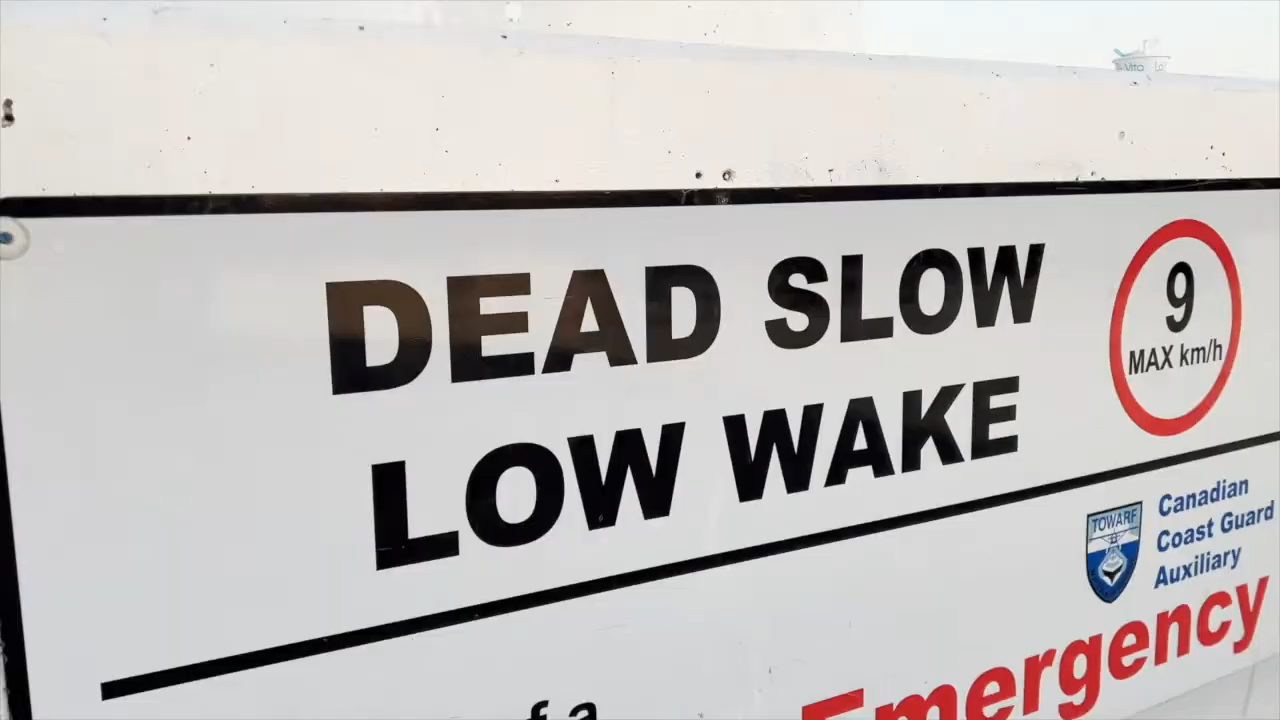 DEAD SLOW
LOW WAKE
9
MAX km/h
TOWARF
Canadian
Coast Guard
Auxiliary
Emergency
f a